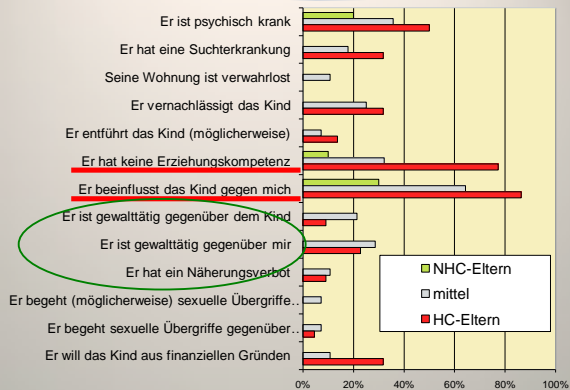 Er ist psychisch krank
Er hat eine Suchterkrankung
Seine Wohnung ist verwahrlost
Er vernachlässigt das Kind
Er entführt das Kind (möglicherweise)
Er hat keine Erziehungskompetenz
Er beeinflusst das Kind gegen mich
Er ist gewalttätig gegenüber dem Kind
Er ist gewalttätig gegenüber mir
Er hat ein Näherungsverbot
Er begeht (möglicherweise) sexuelle Übergriffe..
Er begeht sexuelle Übergriffe gegenüber..
Er will das Kind aus finanziellen Gründen
NHC-Eltern
mittel
HC-Eltern
0% 20% 40% 60% 80% 100%